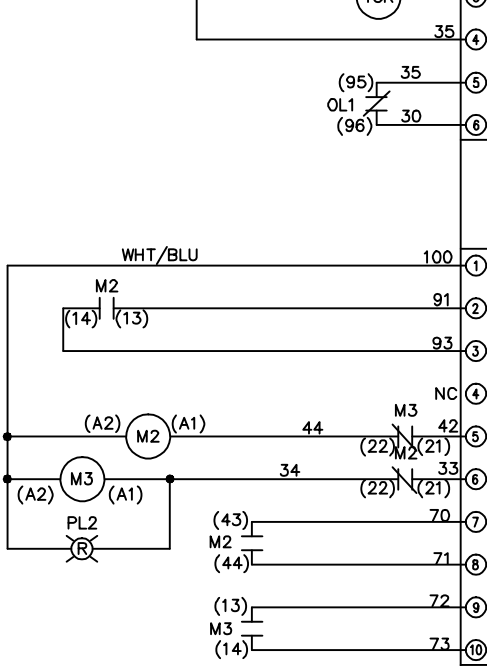 35 4
(95) 35 5
OL1
(96) 30 6
WHT/BLU 100 1
M2
91 2
(14) (13)
93 3
NC 4
M3
(A2) M2 (A1) 44 42 5
(22) (21)
M2
M3 34 33 6
(A2) (A1) (22) (21)
PL2
R
(43) 70 7
M2
(44) 71 8
(13) 72 9
M3
(14) 73 10